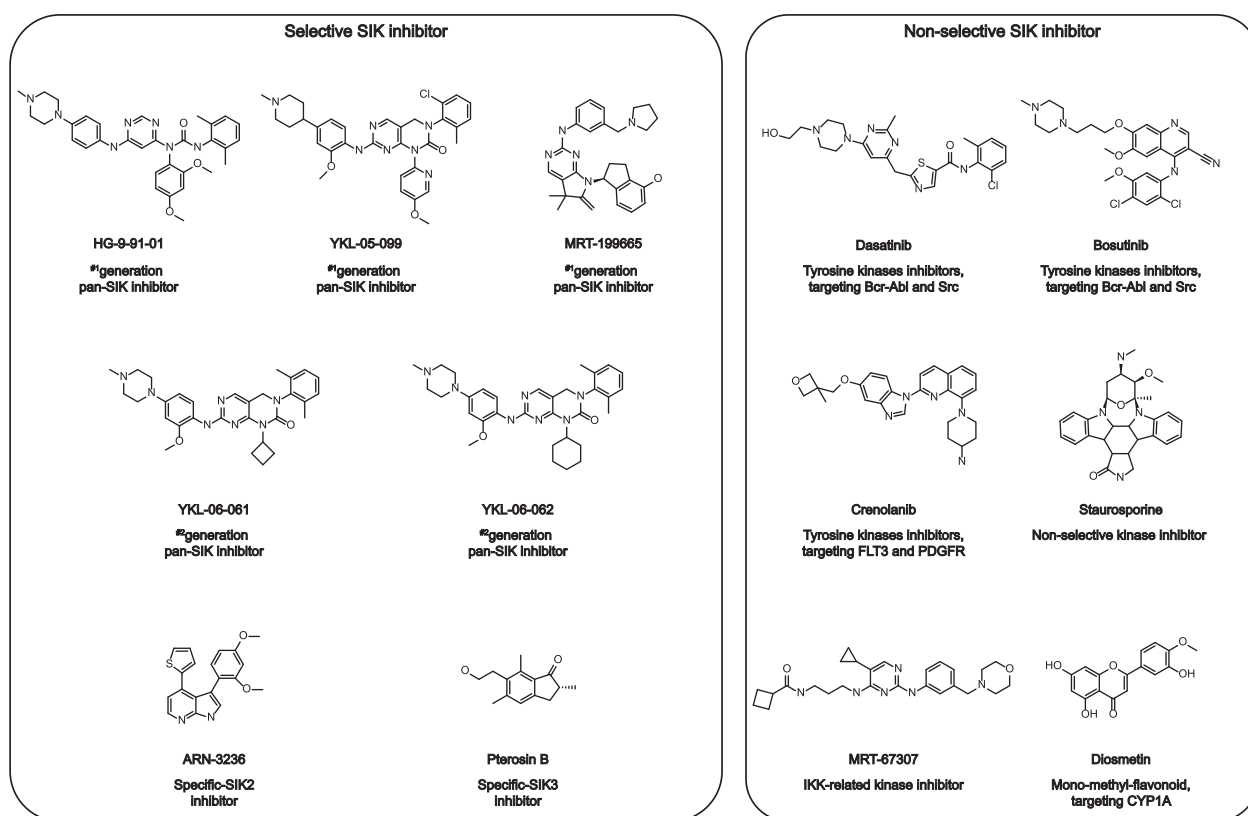 Selective SIK inhibitor
HG-9-91-01
#1generation
pan-SIK inhibitor
YKL-05-099
#1generation
pan-SIK inhibitor
MRT-199665
#1generation
pan-SIK inhibitor
YKL-06-061
#2generation
pan-SIK inhibitor
YKL-06-062
#2generation
pan-SIK inhibitor
ARN-3236
Specific-SIK2
inhibitor
Pterosin B
Specific-SIK3
inhibitor
Non-selective SIK inhibitor
Dasatinib
Tyrosine kinases inhibitors,
targeting Bcr-Abl and Src
Bosutinib
Tyrosine kinases inhibitors,
targeting Bcr-Abl and Src
Crenolanib
Tyrosine kinases inhibitors,
targeting FLT3 and PDGFR
Staurosporine
Non-selective kinase inhibitor
MRT-67307
IKK-related kinase inhibitor
Diosmetin
Mono-methyl-flavonoid,
targeting CYP1A